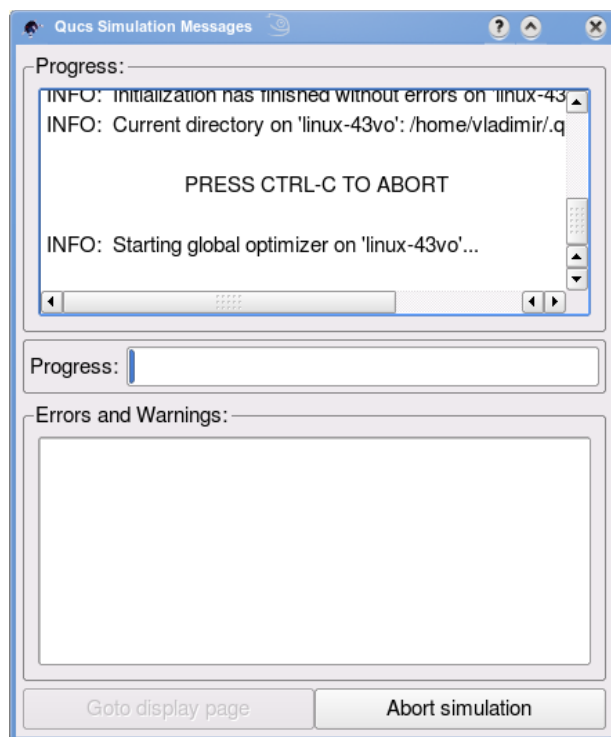 Qucs Simulation Messages
Progress:
INFO: Initialization has finished without errors on 'linux-43
INFO: Current directory on 'linux-43vo': /home/vladimir/.q
PRESS CTRL-C TO ABORT
INFO: Starting global optimizer on 'linux-43vo'...
Progress:
Errors and Warnings:
Goto display page
Abort simulation